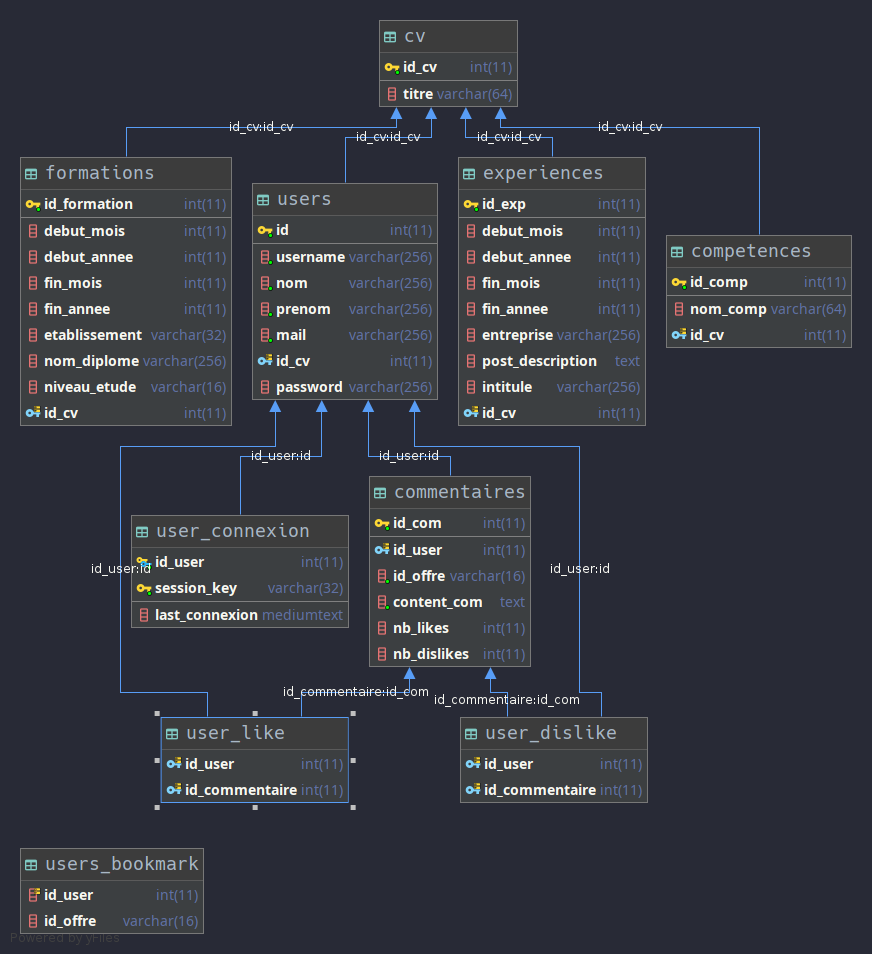 cv
id_cv int(11)
titre varchar(64)
id_cv:id_cv
id_cv:id_cv
id_cv:id_cv
id_cv:id_cv
formations
id_formation int(11)
debut_mois int(11)
debut_annee int(11)
fin_mois int(11)
fin_annee int(11)
etablissement varchar(32)
nom_diplome varchar(256)
niveau_etude varchar(16)
id_cv int(11)
users
id int(11)
username varchar(256)
nom varchar(256)
prenom varchar(256)
mail varchar(256)
id_cv int(11)
password varchar(256)
experiences
id_exp int(11)
debut_mois int(11)
debut_annee int(11)
fin_mois int(11)
fin_annee int(11)
entreprise varchar(256)
post_description text
intitule varchar(256)
id_cv int(11)
competences
id_comp int(11)
nom_comp varchar(64)
id_cv int(11)
id_user:id
id_user:id
id_user:id
id_user:id
user_connexion
id_user int(11)
session_key varchar(32)
last_connexion mediumtext
commentaires
id_com int(11)
id_user int(11)
id_offre varchar(16)
content_com text
nb_likes int(11)
nb_dislikes int(11)
id_commentaire:id_com
id_commentaire:id_com
user_like
id_user int(11)
id_commentaire int(11)
user_dislike
id_user int(11)
id_commentaire int(11)
users_bookmark
id_user int(11)
id_offre varchar(16)
Powered by yFiles